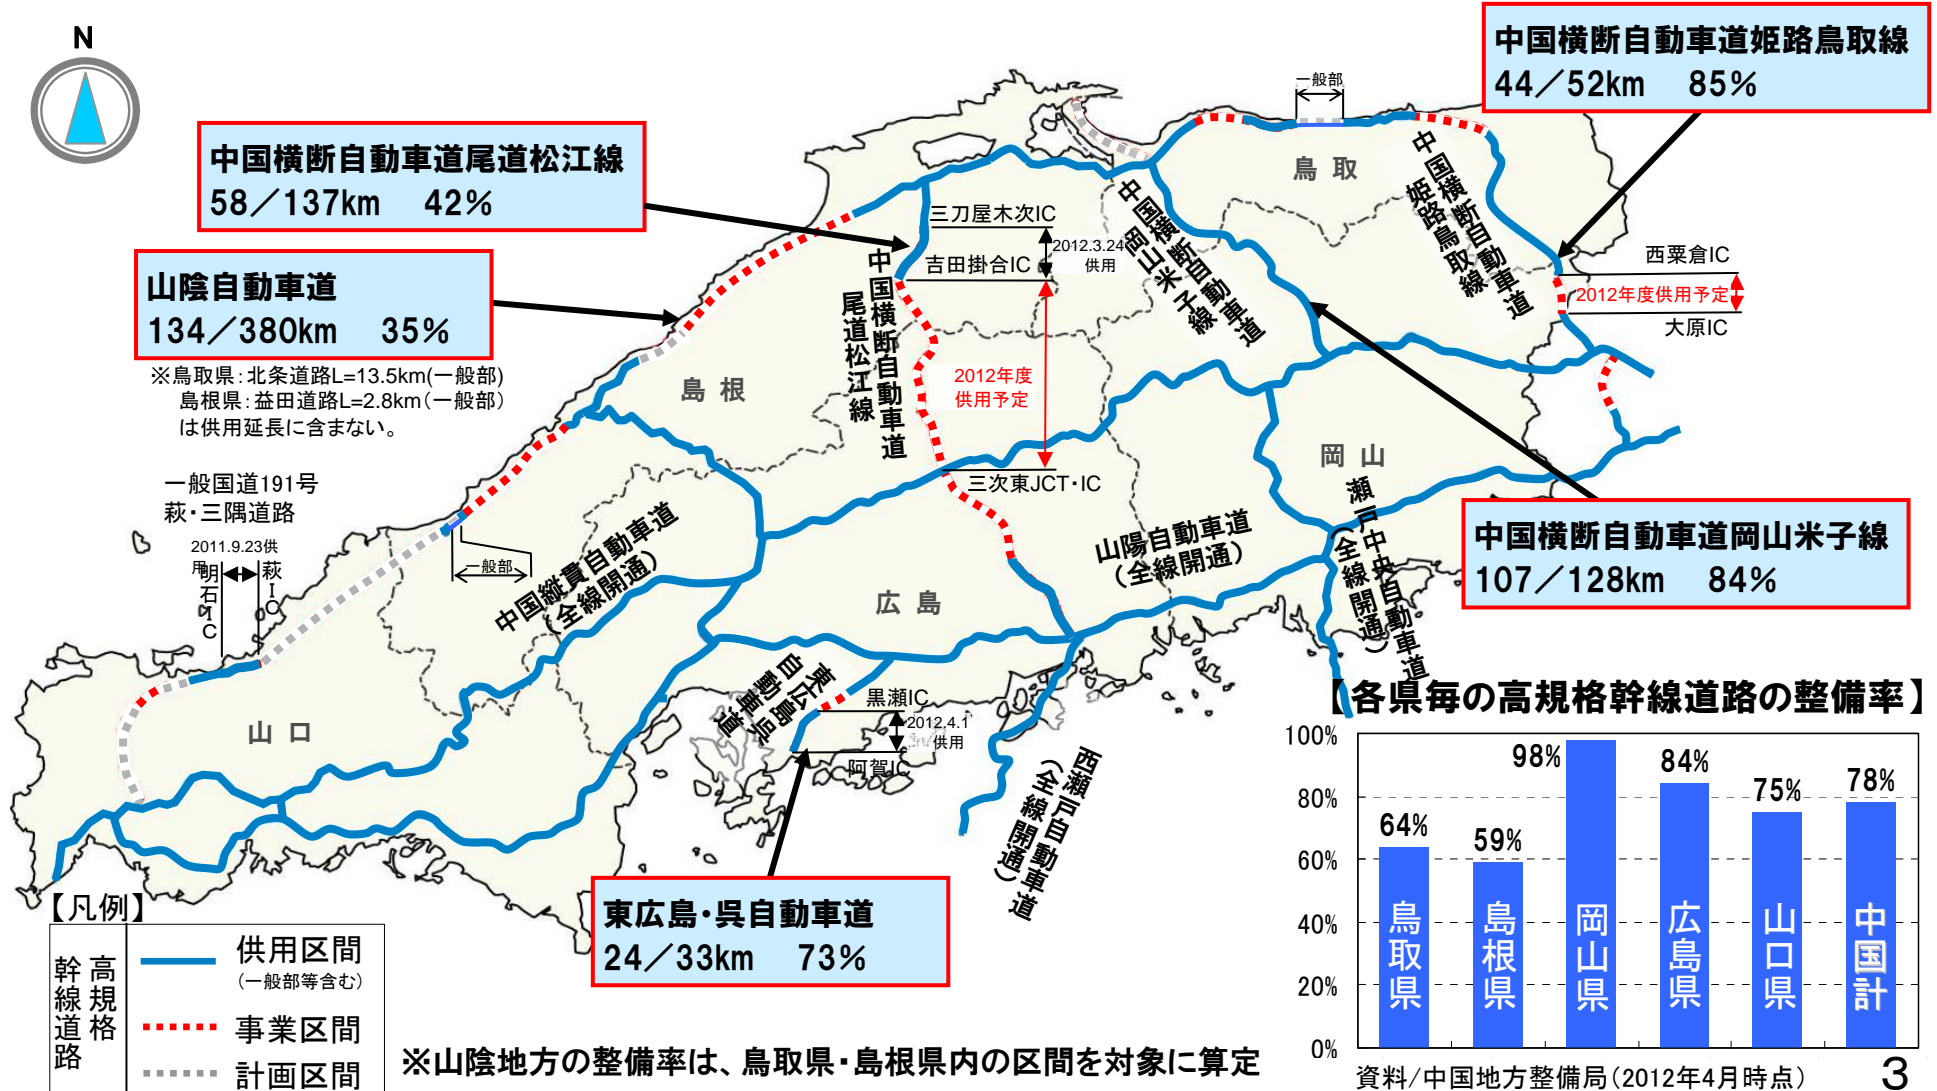 N
中国横断自動車道姫路鳥取線
44／52km　85%
中国横断自動車道尾道松江線
58／137km　42%
山陰自動車道
134／380km　35%
※鳥取県：北条道路L=13.5km(一般部)
島根県：益田道路L=2.8km（一般部）
は供用延長に含まない。
一般国道191号
萩・三隅道路
2011.9.23供
用
明石IC
萩IC
一般部
一般部
鳥取
島根
岡山
広島
山口
三刀屋木次IC
2012.3.24
供用
吉田掛合IC
2012年度
供用予定
三次東JCT・IC
中国横断自動車道
尾道松江線
中国横断自動車道
岡山米子線
中国横断自動車道
姫路鳥取線
西粟倉IC
2012年度供用予定
大原IC
中国縦貫自動車道
（全線開通）
山陽自動車道
（全線開通）
瀬戸中央自動車道
（全線開通）
中国横断自動車道岡山米子線
107／128km　84%
東広島・呉
自動車道
黒瀬IC
2012.4.1
供用
阿賀IC
西瀬戸自動車道
（全線開通）
東広島・呉自動車道
24／33km　73%
【各県毎の高規格幹線道路の整備率】
100%
80%
60%
40%
20%
0%
64%
59%
98%
84%
75%
78%
鳥取県
島根県
岡山県
広島県
山口県
中国計
資料/中国地方整備局（2012年4月時点）
【凡例】
高規格
幹線道路
供用区間
（一般部等含む）
事業区間
計画区間
※山陰地方の整備率は、鳥取県・島根県内の区間を対象に算定
3